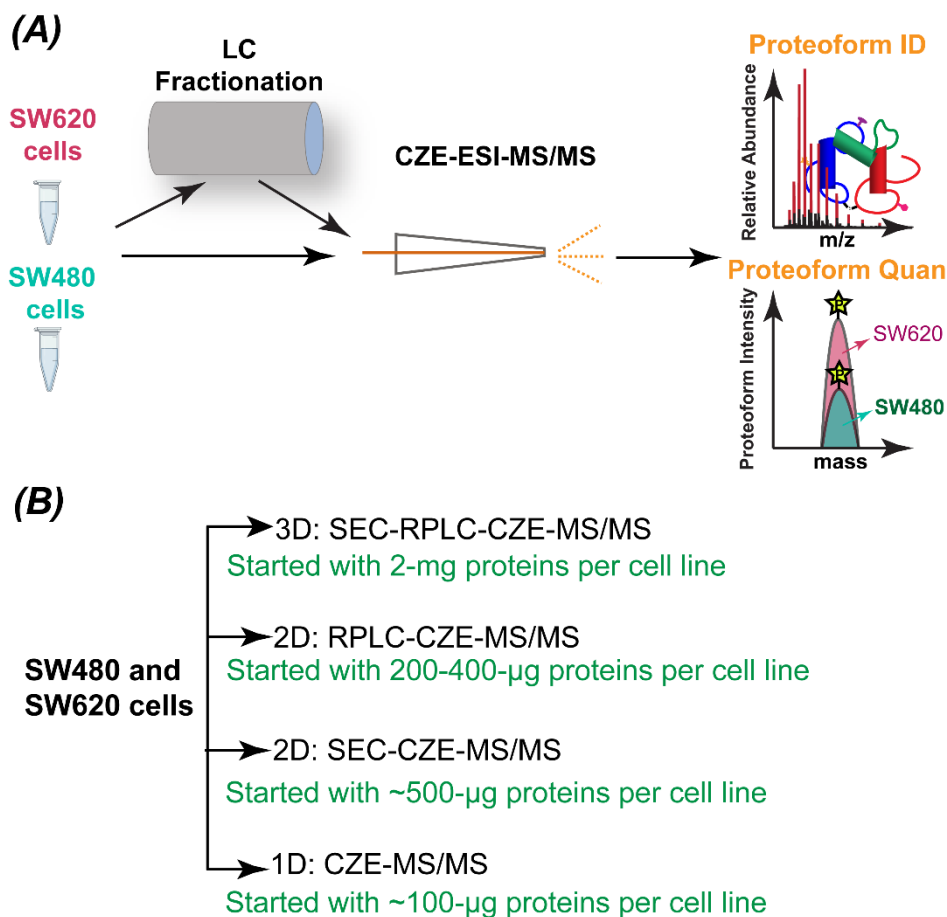 (A)
LC
Fractionation
SW620
cells
SW480
cells
CZE-ESI-MS/MS
Proteoform ID
Relative Abundance
m/z
Proteoform Quan
Proteoform Intensity
P
SW620
P
SW480
mass
(B)
SW480 and
SW620 cells
3D: SEC-RPLC-CZE-MS/MS
Started with 2-mg proteins per cell line
2D: RPLC-CZE-MS/MS
Started with 200-400-µg proteins per cell line
2D: SEC-CZE-MS/MS
Started with ~500-µg proteins per cell line
1D: CZE-MS/MS
Started with ~100-µg proteins per cell line